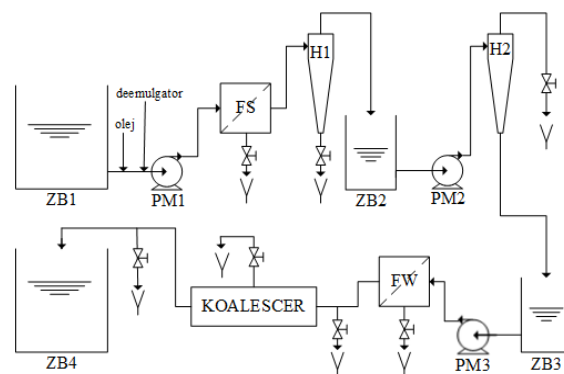 deemulgator
olej
ZB1
PM1
FS
H1
ZB2
PM2
H2
ZB4
KOALESCER
FW
PM3
ZB3